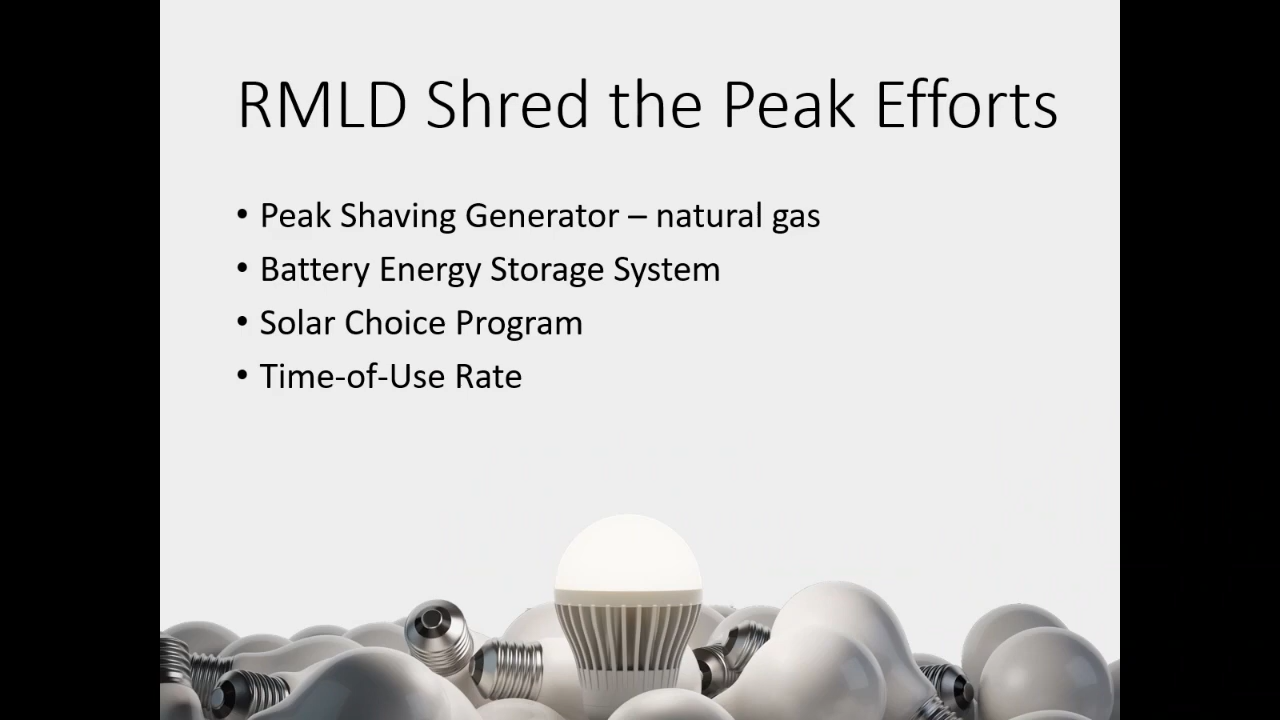 RMLD Shred the Peak Efforts
• Peak Shaving Generator – natural gas
• Battery Energy Storage System
• Solar Choice Program
• Time-of-Use Rate